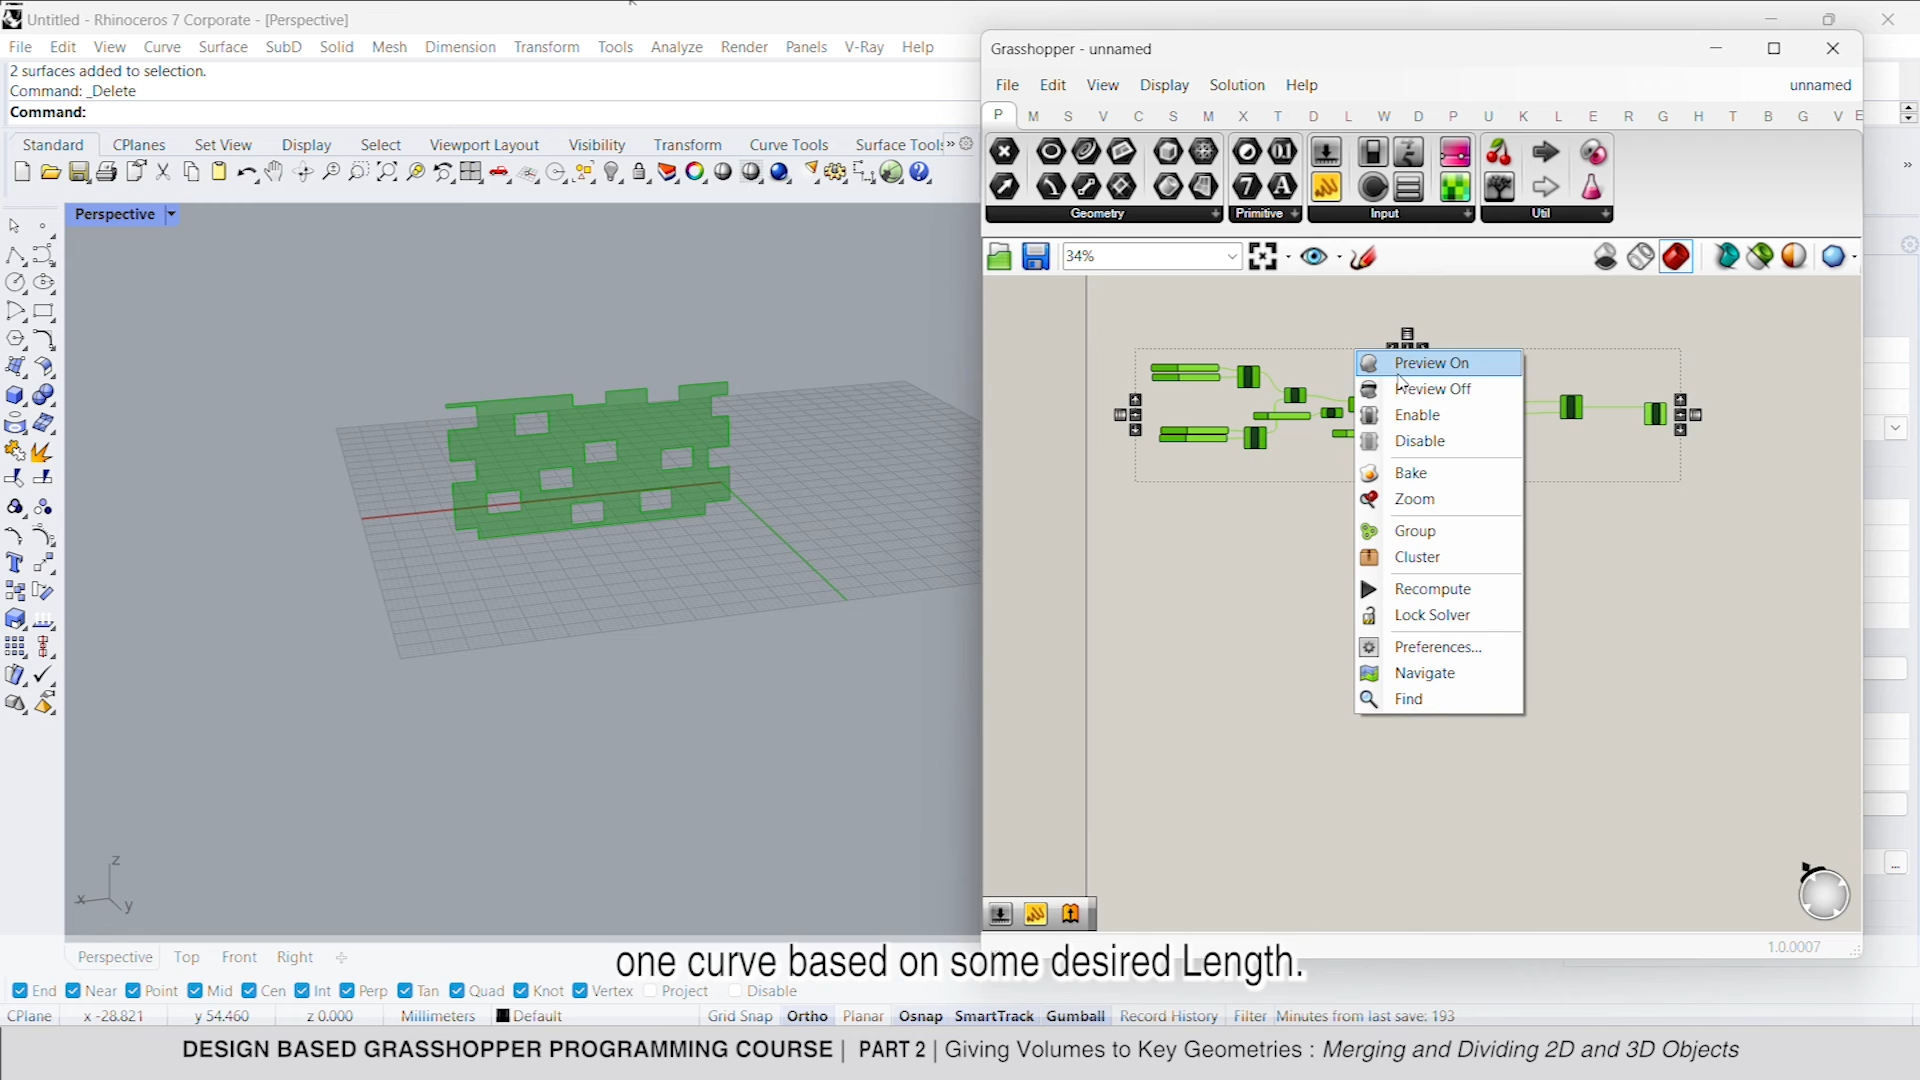 Untitled - Rhinoceros 7 Corporate - [Perspective]
File Edit View Curve Surface SubD Solid Mesh Dimension Transform Tools Analyze Render Panels V-Ray Help
2 surfaces added to selection.
Command: _Delete
Command:
Standard CPlanes Set View Display Select Viewport Layout Visibility Transform Curve Tools Surface Tools
Perspective
Grasshopper - unnamed
File Edit View Display Solution Help unnamed
P M S V C S M X T D L W D P U K L E R G H T B G V E
Geometry Primitive Input Util
34%
Preview On
Preview Off
Enable
Disable
Bake
Zoom
Group
Cluster
Recompute
Lock Solver
Preferences...
Navigate
Find
z
x y
1.0.0007
Perspective Top Front Right
one curve based on some desired Length.
End Near Point Mid Cen Int Perp Tan Quad Knot Vertex Project Disable
CPlane x -28.821 y 54.460 z 0.000 Millimeters Default Grid Snap Ortho Planar Osnap SmartTrack Gumball Record History Filter Minutes from last save: 193
DESIGN BASED GRASSHOPPER PROGRAMMING COURSE | PART 2 | Giving Volumes to Key Geometries : Merging and Dividing 2D and 3D Objects